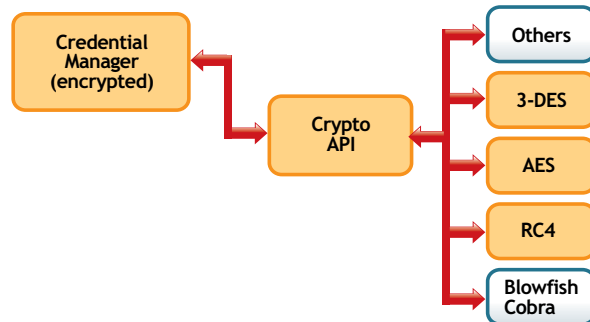 Credential
Manager
(encrypted)
Crypto
API
Others
3-DES
AES
RC4
Blowfish
Cobra